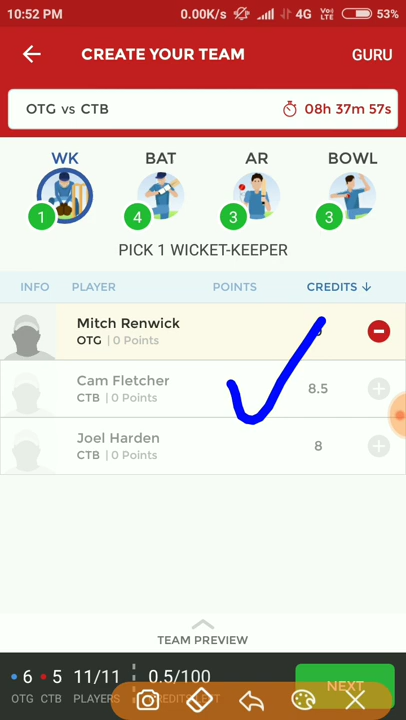 10:52 PM 0.00K/s 4G VoLTE 53%
CREATE YOUR TEAM GURU
OTG vs CTB 08h 37m 57s
WK BAT AR BOWL
1 4 3 3
PICK 1 WICKET-KEEPER
INFO PLAYER POINTS CREDITS ↓
Mitch Renwick
OTG | 0 Points
Cam Fletcher 8.5
CTB | 0 Points
Joel Harden 8
CTB | 0 Points
TEAM PREVIEW
6 5 11/11 0.5/100 NEXT
OTG CTB PLAYERS CREDITS LEFT